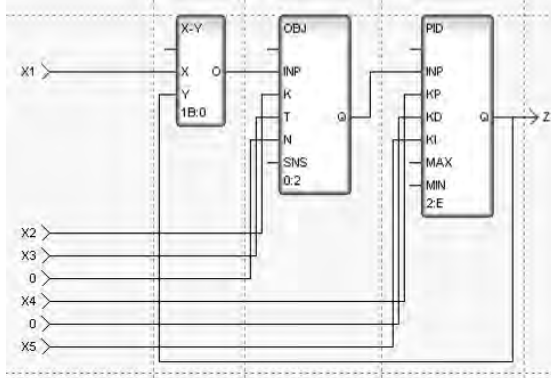 X-Y
OBJ
PID
X1
X
O
INP
INP
Y
K
KP
1B:0
T
Q
KD
Q
Z
N
KI
SNS
MAX
0:2
MIN
2:E
X2
X3
0
X4
0
X5